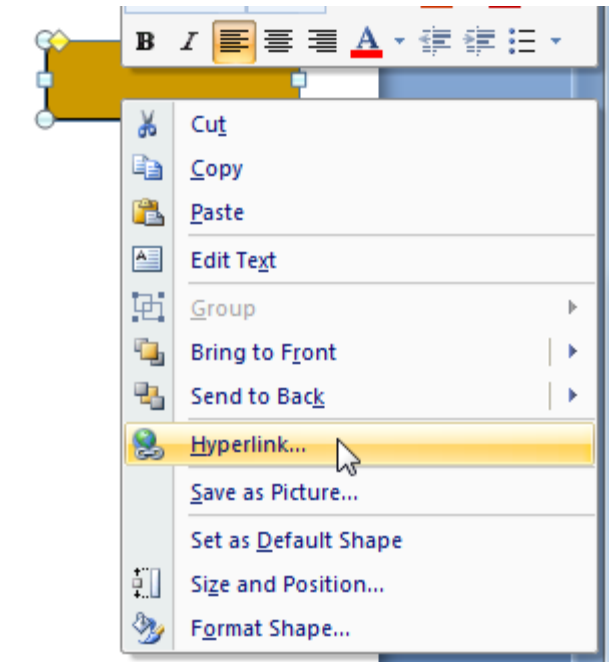 B I A
Cut
Copy
Paste
Edit Text
Group
Bring to Front
Send to Back
Hyperlink...
Save as Picture...
Set as Default Shape
Size and Position...
Format Shape...